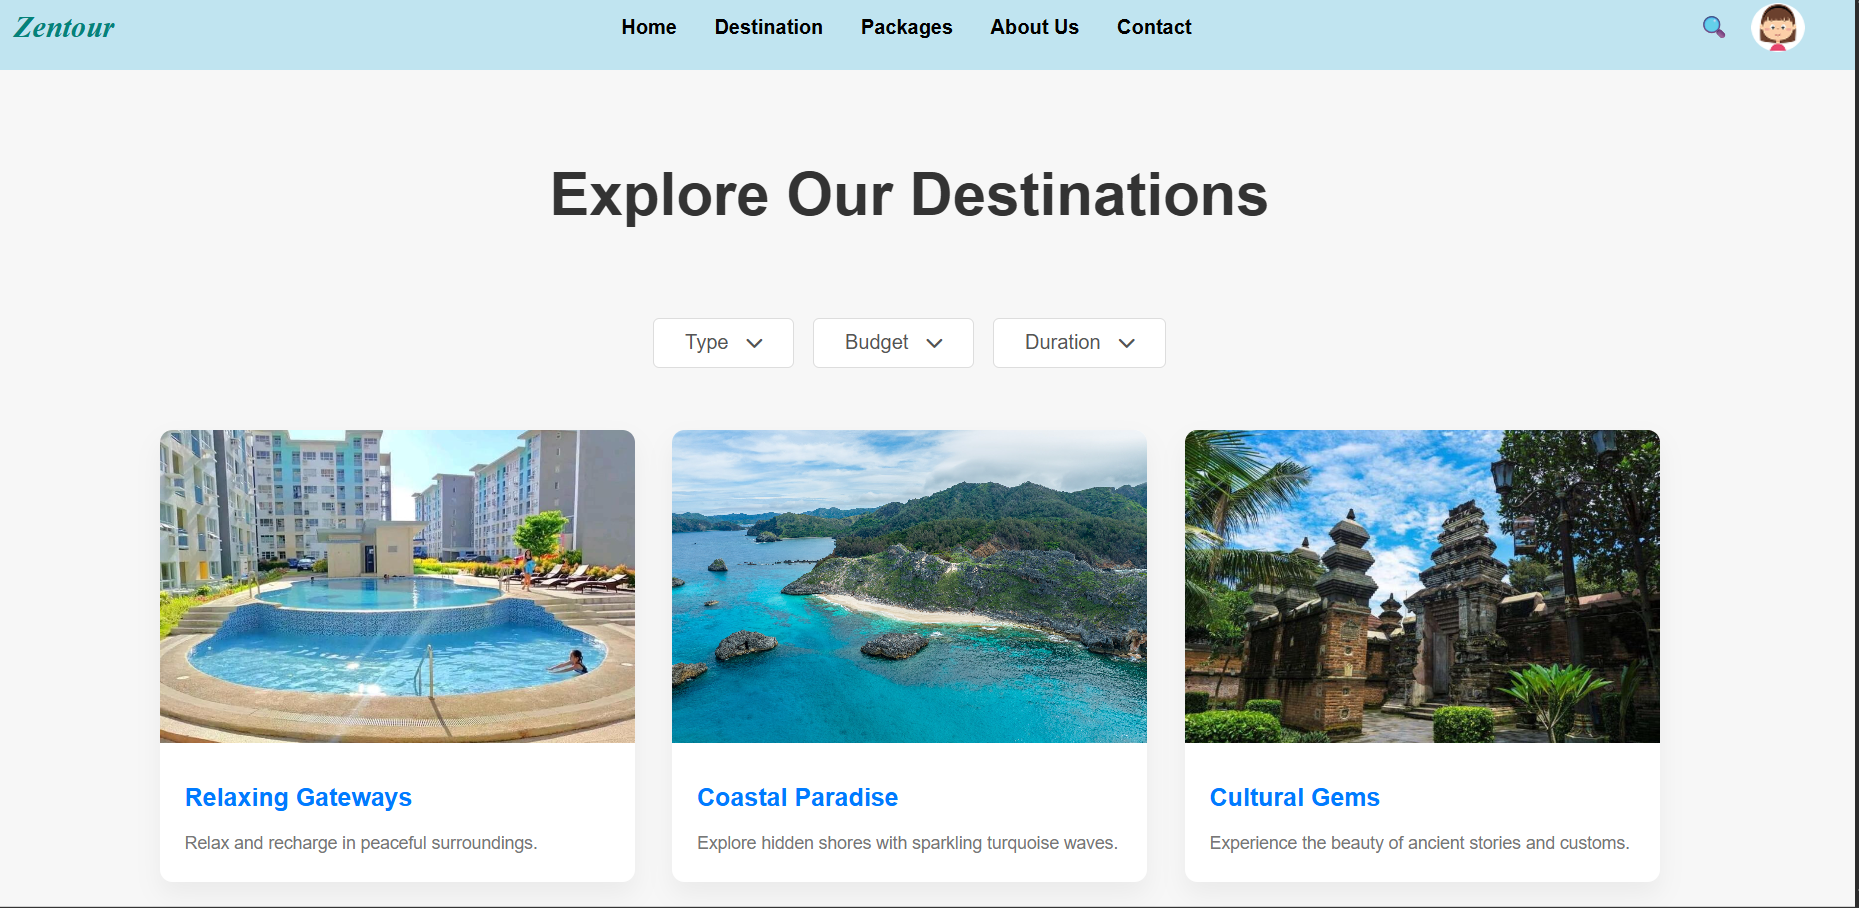 Zentour
Home Destination Packages About Us Contact
Explore Our Destinations
Type Budget Duration
Relaxing Gateways
Relax and recharge in peaceful surroundings.
Coastal Paradise
Explore hidden shores with sparkling turquoise waves.
Cultural Gems
Experience the beauty of ancient stories and customs.